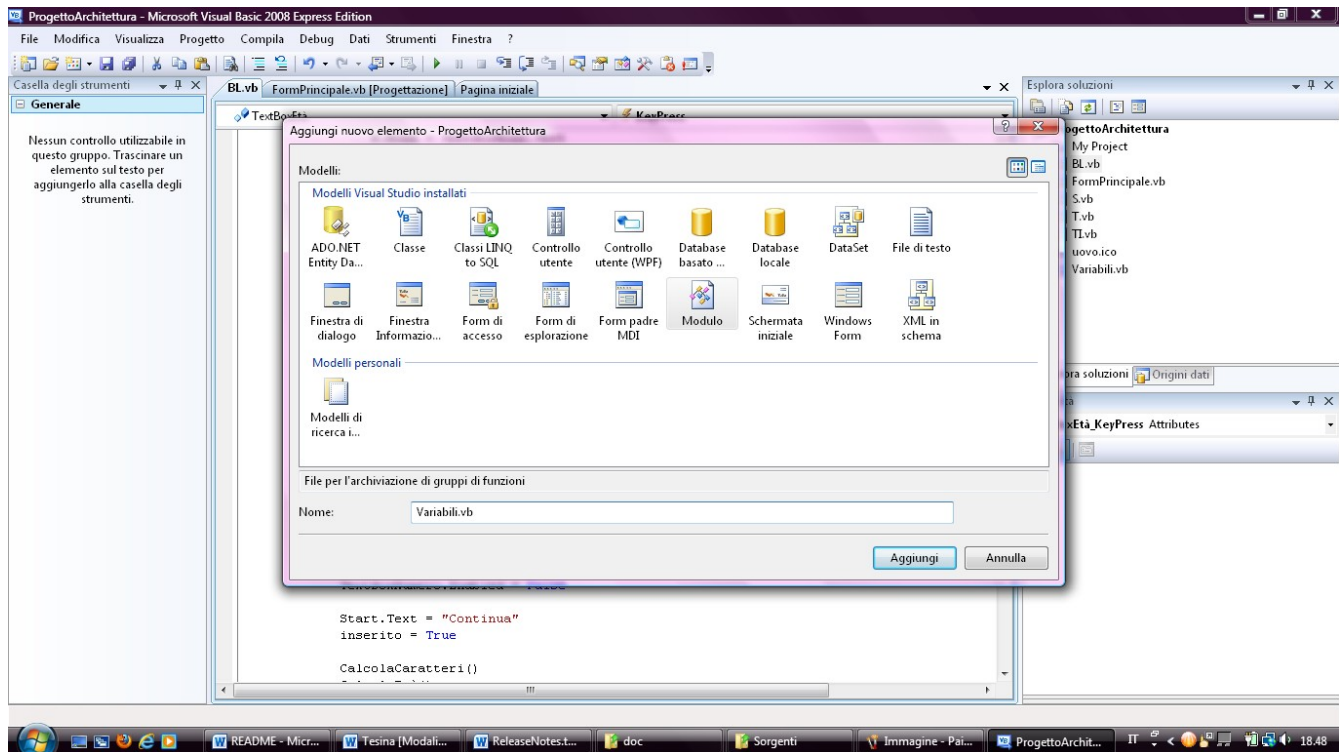 ProgettoArchitettura - Microsoft Visual Basic 2008 Express Edition
File Modifica Visualizza Progetto Compila Debug Dati Strumenti Finestra ?
Casella degli strumenti
Generale
Nessun controllo utilizzabile in
questo gruppo. Trascinare un
elemento sul testo per
aggiungerlo alla casella degli
strumenti.
BL.vb FormPrincipale.vb [Progettazione] Pagina iniziale
KeyPress
Aggiungi nuovo elemento - ProgettoArchitettura
Modelli:
Modelli Visual Studio installati
ADO.NET
Entity Da...
Classe
Classi LINQ
to SQL
Controllo
utente
Controllo
utente (WPF)
Database
basato ...
Database
locale
DataSet
File di testo
Finestra di
dialogo
Finestra
Informazio...
Form di
accesso
Form di
esplorazione
Form padre
MDI
Modulo
Schermata
iniziale
Windows
Form
XML in
schema
Modelli personali
Modelli di
ricerca i...
File per l'archiviazione di gruppi di funzioni
Nome: Variabili.vb
Aggiungi Annulla
Start.Text = "Continua"
inserito = True
CalcolaCaratteri()
Esplora soluzioni
ogettoArchitettura
My Project
BL.vb
FormPrincipale.vb
S.vb
T.vb
TI.vb
uovo.ico
Variabili.vb
ora soluzioni Origini dati
xEtà_KeyPress Attributes
README - Micr... Tesina [Modali... ReleaseNotes.t... doc Sorgenti Immagine - Pai... ProgettoArchit... IT 18.48